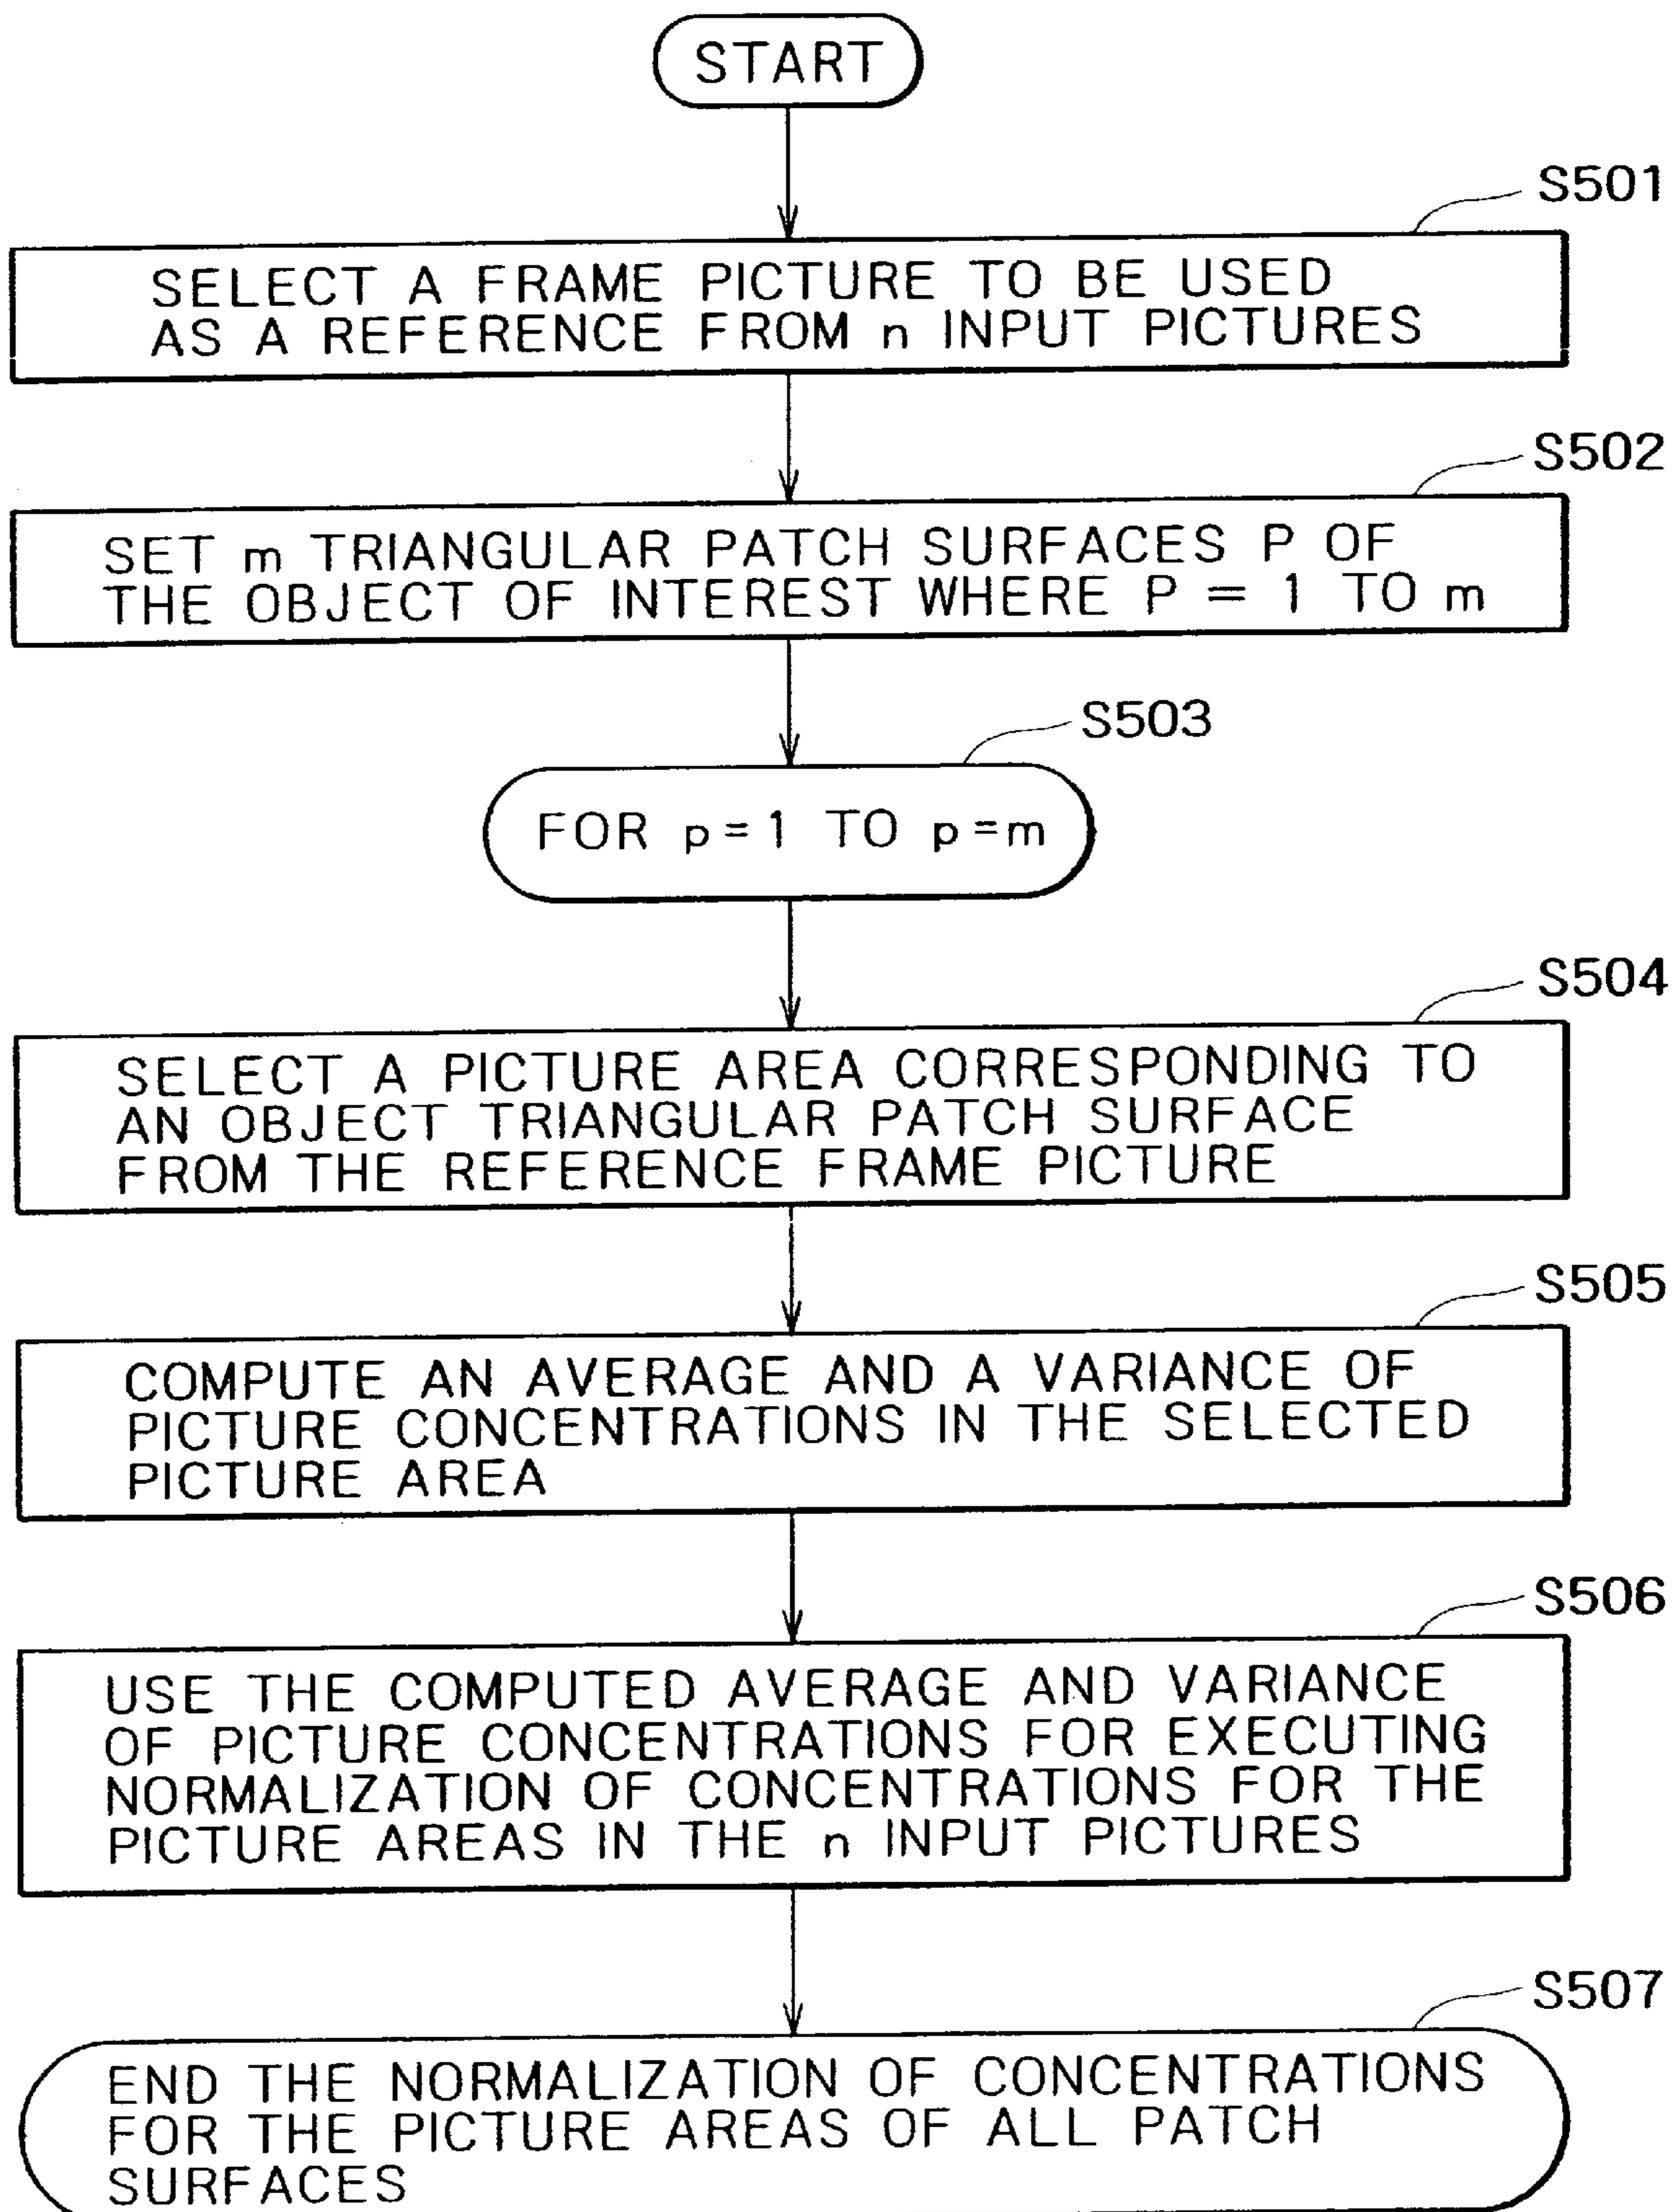 START
S501
SELECT A FRAME PICTURE TO BE USED
AS A REFERENCE FROM n INPUT PICTURES
S502
SET m TRIANGULAR PATCH SURFACES P OF
THE OBJECT OF INTEREST WHERE P = 1 TO m
S503
FOR p = 1 TO p = m
S504
SELECT A PICTURE AREA CORRESPONDING TO
AN OBJECT TRIANGULAR PATCH SURFACE
FROM THE REFERENCE FRAME PICTURE
S505
COMPUTE AN AVERAGE AND A VARIANCE OF
PICTURE CONCENTRATIONS IN THE SELECTED
PICTURE AREA
S506
USE THE COMPUTED AVERAGE AND VARIANCE
OF PICTURE CONCENTRATIONS FOR EXECUTING
NORMALIZATION OF CONCENTRATIONS FOR THE
PICTURE AREAS IN THE n INPUT PICTURES
S507
END THE NORMALIZATION OF CONCENTRATIONS
FOR THE PICTURE AREAS OF ALL PATCH
SURFACES